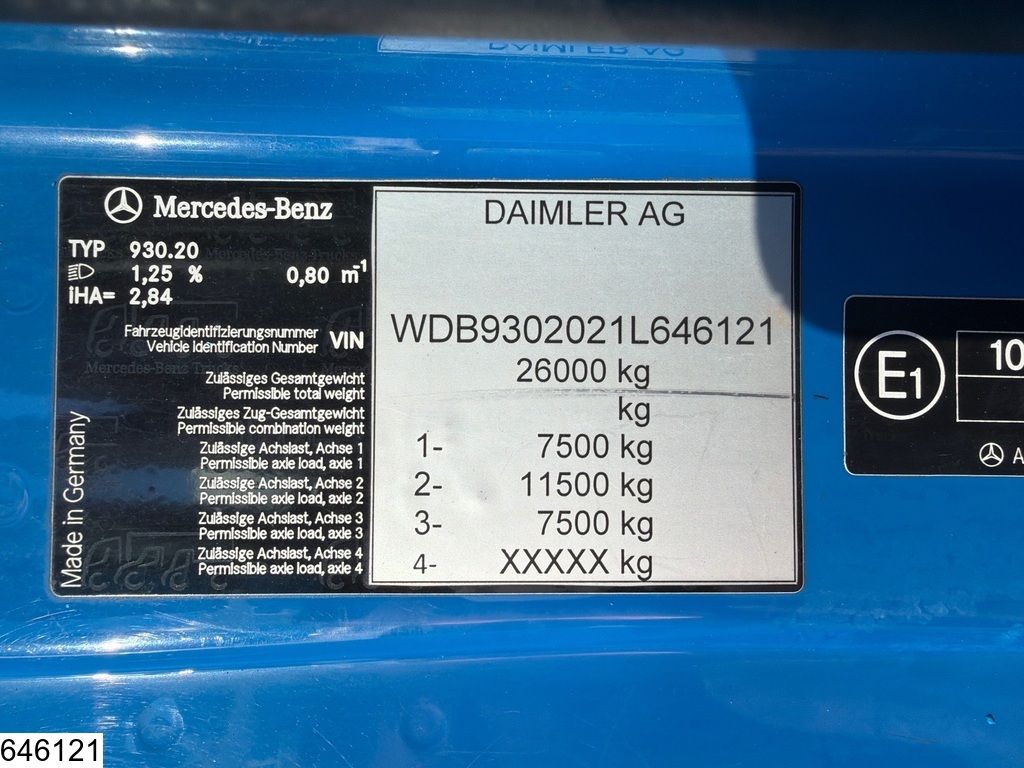 DAIMLER AG
Mercedes-Benz
TYP 930.20
1,25 % 0,80 m-1
iHA= 2,84
Fahrzeugidentifizierungsnummer
Vehicle Identification Number
VIN
Zulässiges Gesamtgewicht
Permissible total weight
Zulässiges Zug-Gesamtgewicht
Permissible combination weight
Zulässige Achslast, Achse 1
Permissible axle load, axle 1
Zulässige Achslast, Achse 2
Permissible axle load, axle 2
Zulässige Achslast, Achse 3
Permissible axle load, axle 3
Zulässige Achslast, Achse 4
Permissible axle load, axle 4
Made in Germany
DAIMLER AG
WDB9302021L646121
26000 kg
kg
1- 7500 kg
2- 11500 kg
3- 7500 kg
4- XXXXX kg
E1
10
A
646121